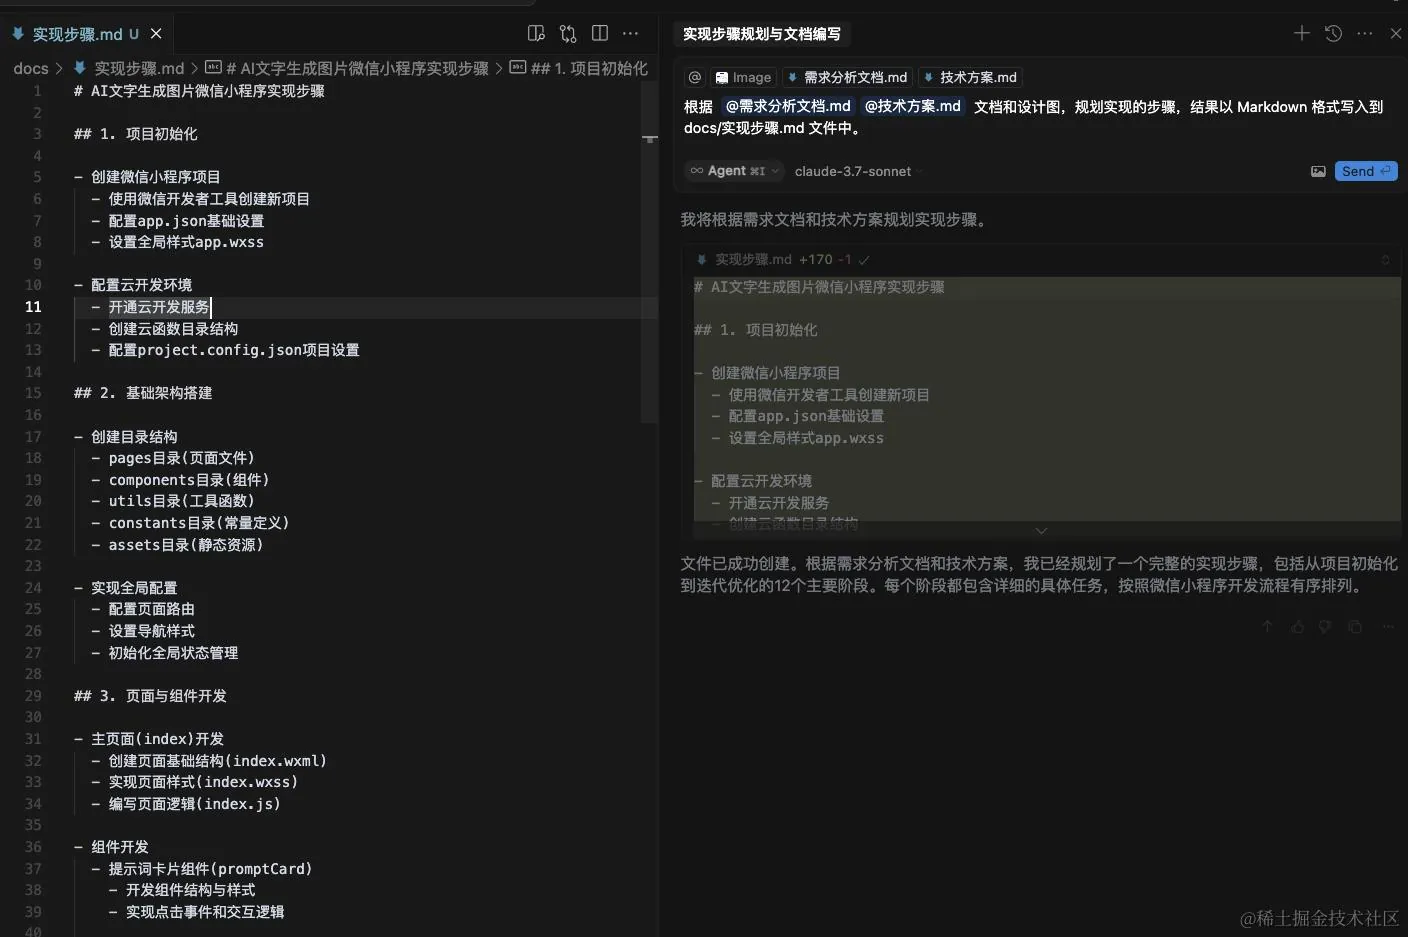 实现步骤.md U
docs > 实现步骤.md > # AI文字生成图片微信小程序实现步骤 > ## 1. 项目初始化
1 # AI文字生成图片微信小程序实现步骤
2
3 ## 1. 项目初始化
4
5 - 创建微信小程序项目
6 - 使用微信开发者工具创建新项目
7 - 配置app.json基础设置
8 - 设置全局样式app.wxss
9
10 - 配置云开发环境
11 - 开通云开发服务
12 - 创建云函数目录结构
13 - 配置project.config.json项目设置
14
15 ## 2. 基础架构搭建
16
17 - 创建目录结构
18 - pages目录(页面文件)
19 - components目录(组件)
20 - utils目录(工具函数)
21 - constants目录(常量定义)
22 - assets目录(静态资源)
23
24 - 实现全局配置
25 - 配置页面路由
26 - 设置导航样式
27 - 初始化全局状态管理
28
29 ## 3. 页面与组件开发
30
31 - 主页面(index)开发
32 - 创建页面基础结构(index.wxml)
33 - 实现页面样式(index.wxss)
34 - 编写页面逻辑(index.js)
35
36 - 组件开发
37 - 提示词卡片组件(promptCard)
38 - 开发组件结构与样式
39 - 实现点击事件和交互逻辑
40
实现步骤规划与文档编写
@ Image 需求分析文档.md 技术方案.md
根据 @需求分析文档.md @技术方案.md 文档和设计图，规划实现的步骤，结果以 Markdown 格式写入到
docs/实现步骤.md 文件中。
∞ Agent ⌘I claude-3.7-sonnet Send
我将根据需求文档和技术方案规划实现步骤。
实现步骤.md +170 -1
# AI文字生成图片微信小程序实现步骤
## 1. 项目初始化
- 创建微信小程序项目
- 使用微信开发者工具创建新项目
- 配置app.json基础设置
- 设置全局样式app.wxss
- 配置云开发环境
- 开通云开发服务
- 创建云函数目录结构
文件已成功创建。根据需求分析文档和技术方案，我已经规划了一个完整的实现步骤，包括从项目初始化
到迭代优化的12个主要阶段。每个阶段都包含详细的具体任务，按照微信小程序开发流程有序排列。
@稀土掘金技术社区